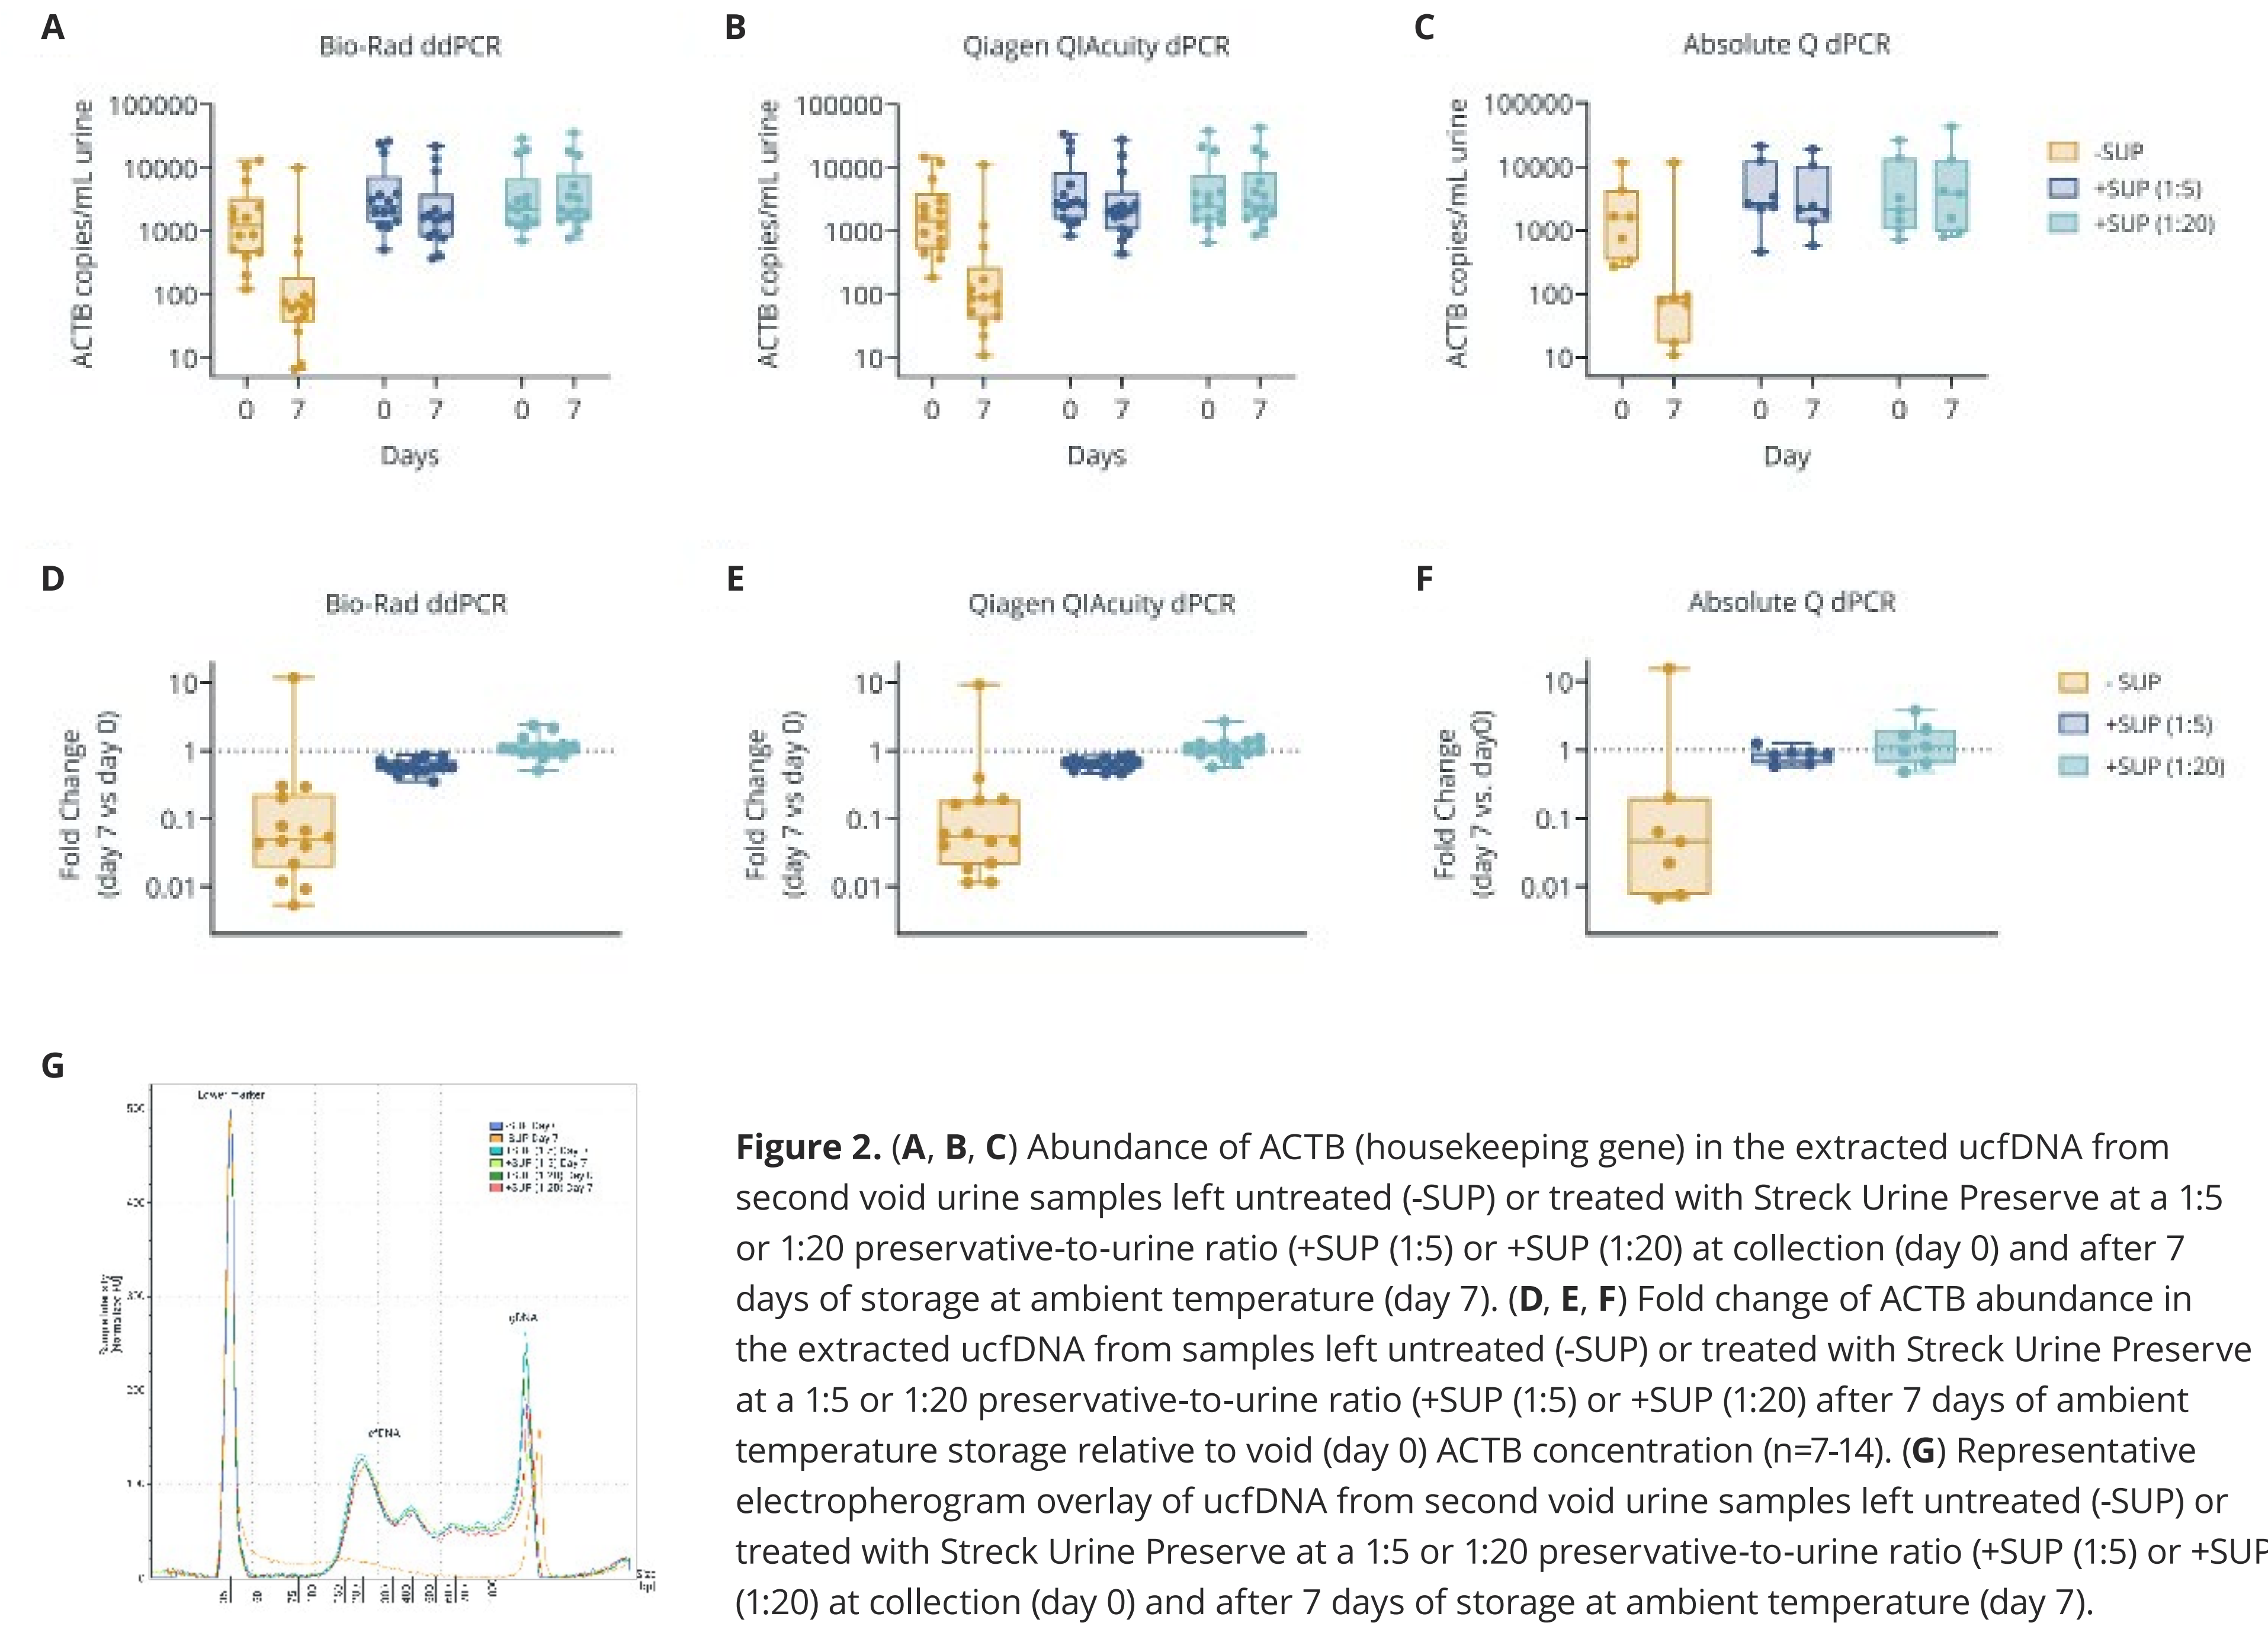 A
Bio-Rad ddPCR
ACTB copies/mL urine
100000
10000
1000
100
10
0 7 0 7 0 7
Days
B
Qiagen QIAcuity dPCR
ACTB copies/mL urine
100000
10000
1000
100
10
0 7 0 7 0 7
Days
C
Absolute Q dPCR
ACTB copies/mL urine
100000
10000
1000
100
10
0 7 0 7 0 7
Day
-SUP
+SUP (1:5)
+SUP (1:20)
D
Bio-Rad ddPCR
Fold Change
(day 7 vs day 0)
10
1
0.1
0.01
E
Qiagen QIAcuity dPCR
Fold Change
(day 7 vs day 0)
10
1
0.1
0.01
F
Absolute Q dPCR
Fold Change
(day 7 vs. day0)
10
1
0.1
0.01
- SUP
+SUP (1:5)
+SUP (1:20)
G
Lower marker
cfDNA
gDNA
-SUP Day 7
+SUP (1:5) Day 7
+SUP (1:20) Day 7
Figure 2. (A, B, C) Abundance of ACTB (housekeeping gene) in the extracted ucfDNA from
second void urine samples left untreated (-SUP) or treated with Streck Urine Preserve at a 1:5
or 1:20 preservative-to-urine ratio (+SUP (1:5) or +SUP (1:20) at collection (day 0) and after 7
days of storage at ambient temperature (day 7). (D, E, F) Fold change of ACTB abundance in
the extracted ucfDNA from samples left untreated (-SUP) or treated with Streck Urine Preserve
at a 1:5 or 1:20 preservative-to-urine ratio (+SUP (1:5) or +SUP (1:20) after 7 days of ambient
temperature storage relative to void (day 0) ACTB concentration (n=7-14). (G) Representative
electropherogram overlay of ucfDNA from second void urine samples left untreated (-SUP) or
treated with Streck Urine Preserve at a 1:5 or 1:20 preservative-to-urine ratio (+SUP (1:5) or +SUP
(1:20) at collection (day 0) and after 7 days of storage at ambient temperature (day 7).